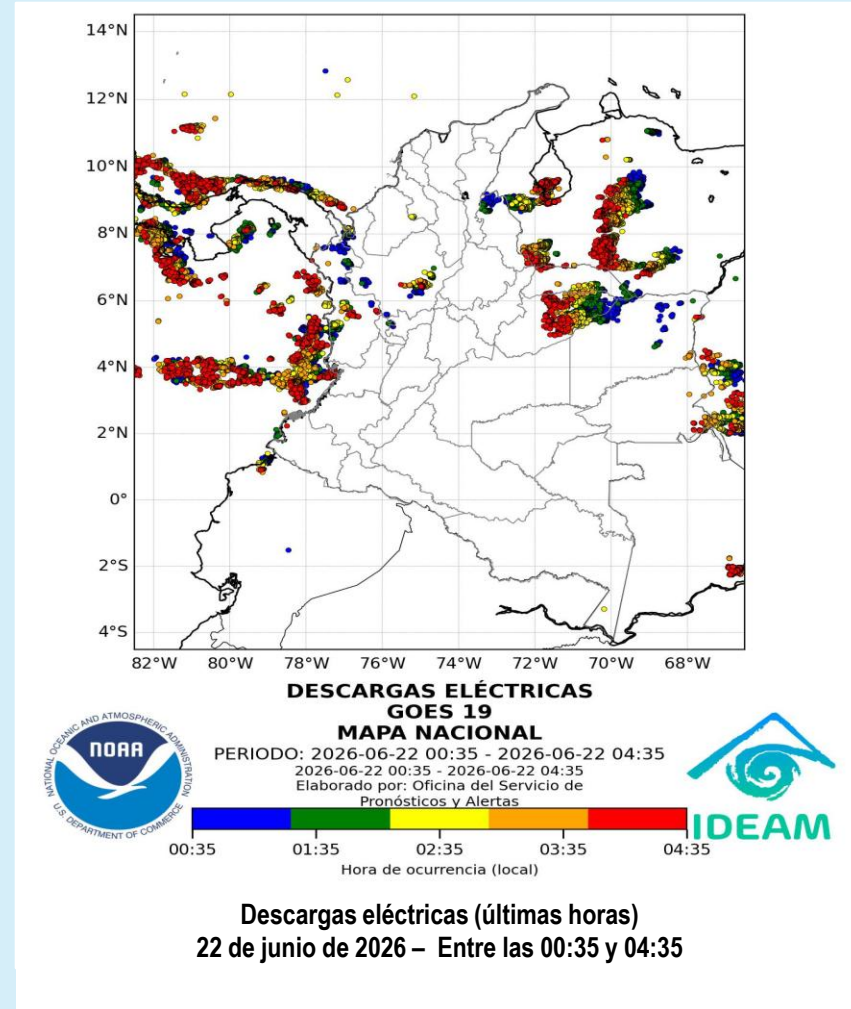 14°N
12°N
10°N
8°N
6°N
4°N
2°N
0°
2°S
4°S
82°W 80°W 78°W 76°W 74°W 72°W 70°W 68°W
DESCARGAS ELÉCTRICAS
GOES 19
MAPA NACIONAL
PERIODO: 2026-06-22 00:35 - 2026-06-22 04:35
2026-06-22 00:35 - 2026-06-22 04:35
Elaborado por: Oficina del Servicio de
Pronósticos y Alertas
NATIONAL OCEANIC AND ATMOSPHERIC ADMINISTRATION
NOAA
U.S. DEPARTMENT OF COMMERCE
IDEAM
00:35 01:35 02:35 03:35 04:35
Hora de ocurrencia (local)
Descargas eléctricas (últimas horas)
22 de junio de 2026 – Entre las 00:35 y 04:35